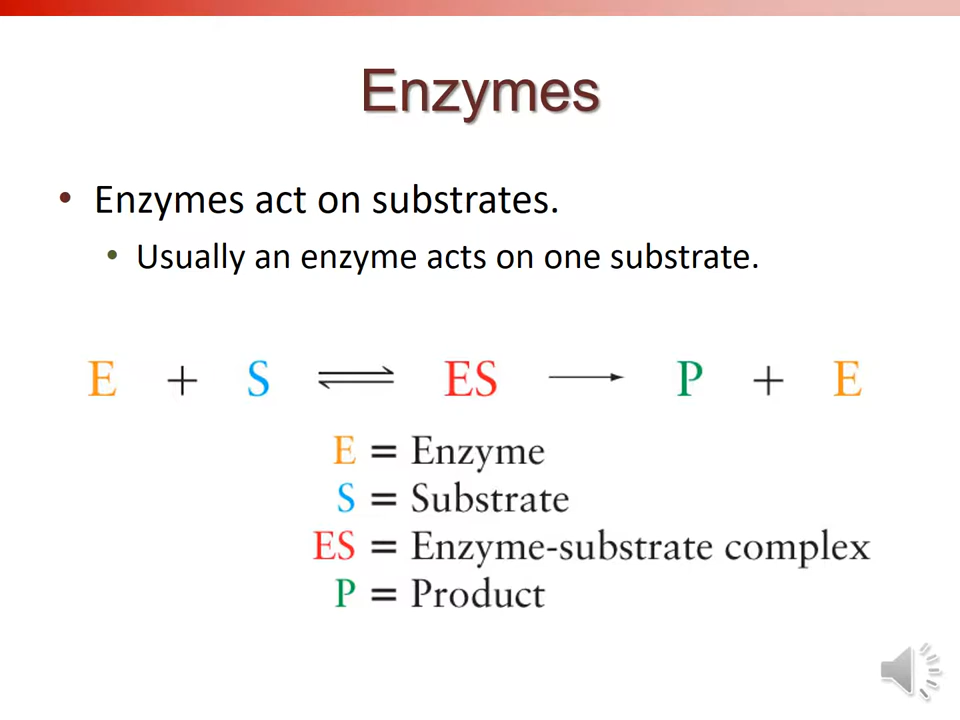 Enzymes
• Enzymes act on substrates.
• Usually an enzyme acts on one substrate.
E + S ⇌ ES → P + E
E = Enzyme
S = Substrate
ES = Enzyme-substrate complex
P = Product